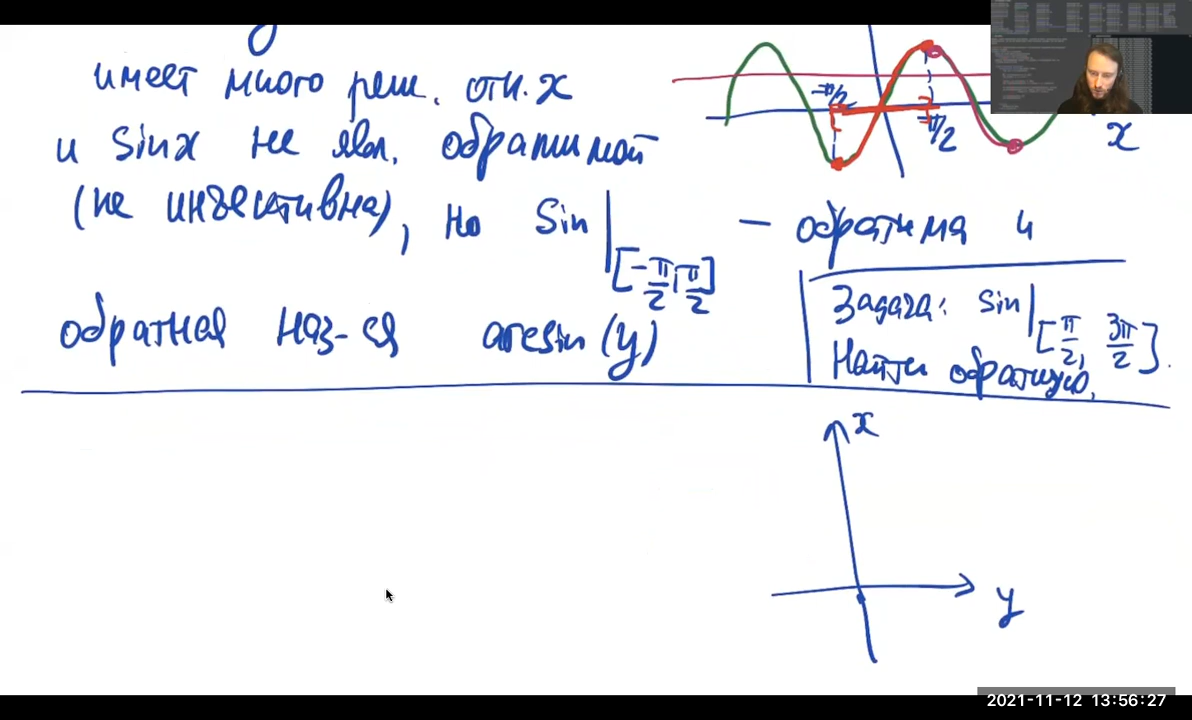 имеет много реш. отн. x
и sin x не явл. обратимой
(не инъективна), но Sin|[-π/2, π/2] - обратима и
обратная наз-ся arcsin(y)
Задача: Sin|[π/2, 3π/2].
Найти обратную.
-π/2
π/2
x
x
y
2021-11-12 13:56:27